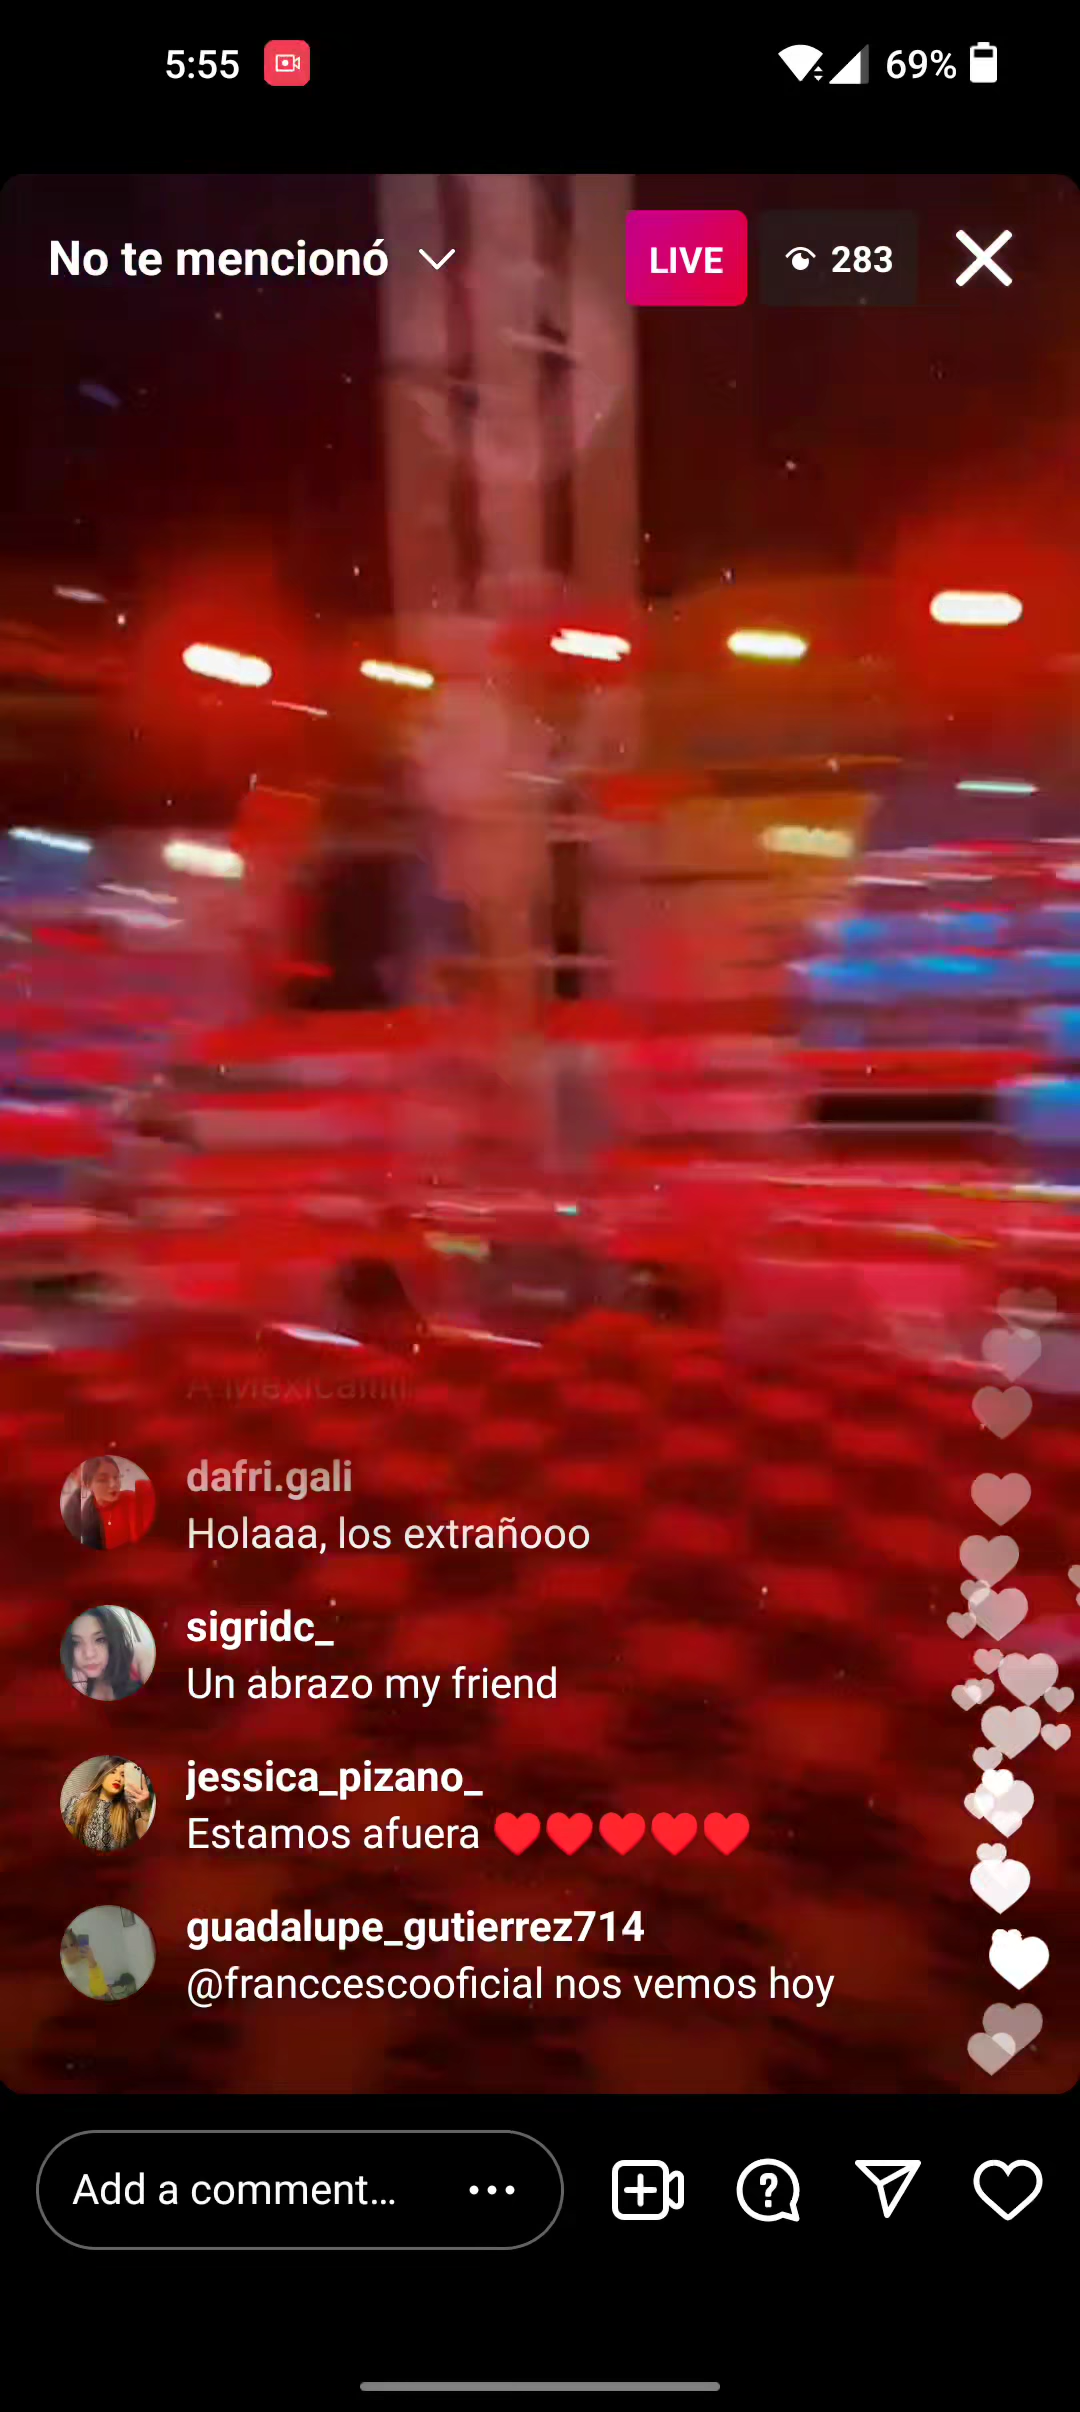 5:55
69%
No te mencionó
LIVE
283
dafri.gali
Holaaa, los extrañooo
sigridc_
Un abrazo my friend
jessica_pizano_
Estamos afuera ❤️❤️❤️❤️❤️
guadalupe_gutierrez714
@franccescooficial nos vemos hoy
Add a comment...